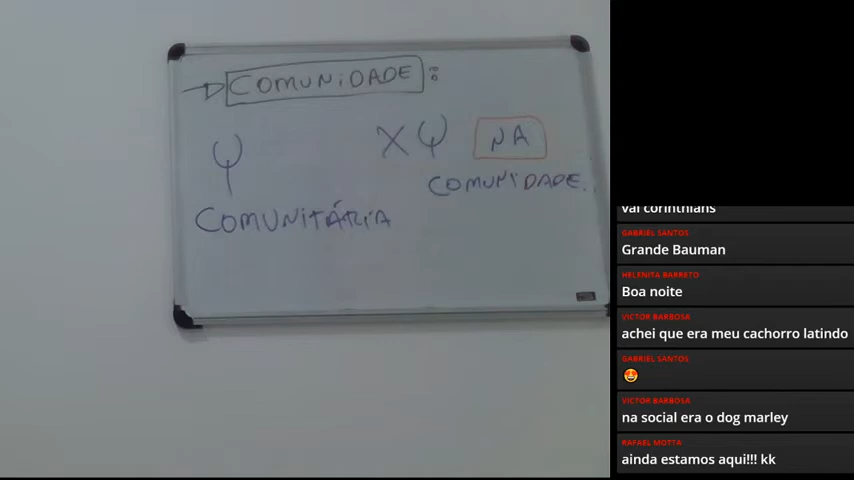 → COMUNIDADE:
Ψ X Ψ NA
COMUNITÁRIA COMUNIDADE..
vai corinthians
GABRIEL SANTOS
Grande Bauman
HELENITA BARRETO
Boa noite
VICTOR BARBOSA
achei que era meu cachorro latindo
GABRIEL SANTOS
🤩
VICTOR BARBOSA
na social era o dog marley
RAFAEL MOTTA
ainda estamos aqui!!! kk